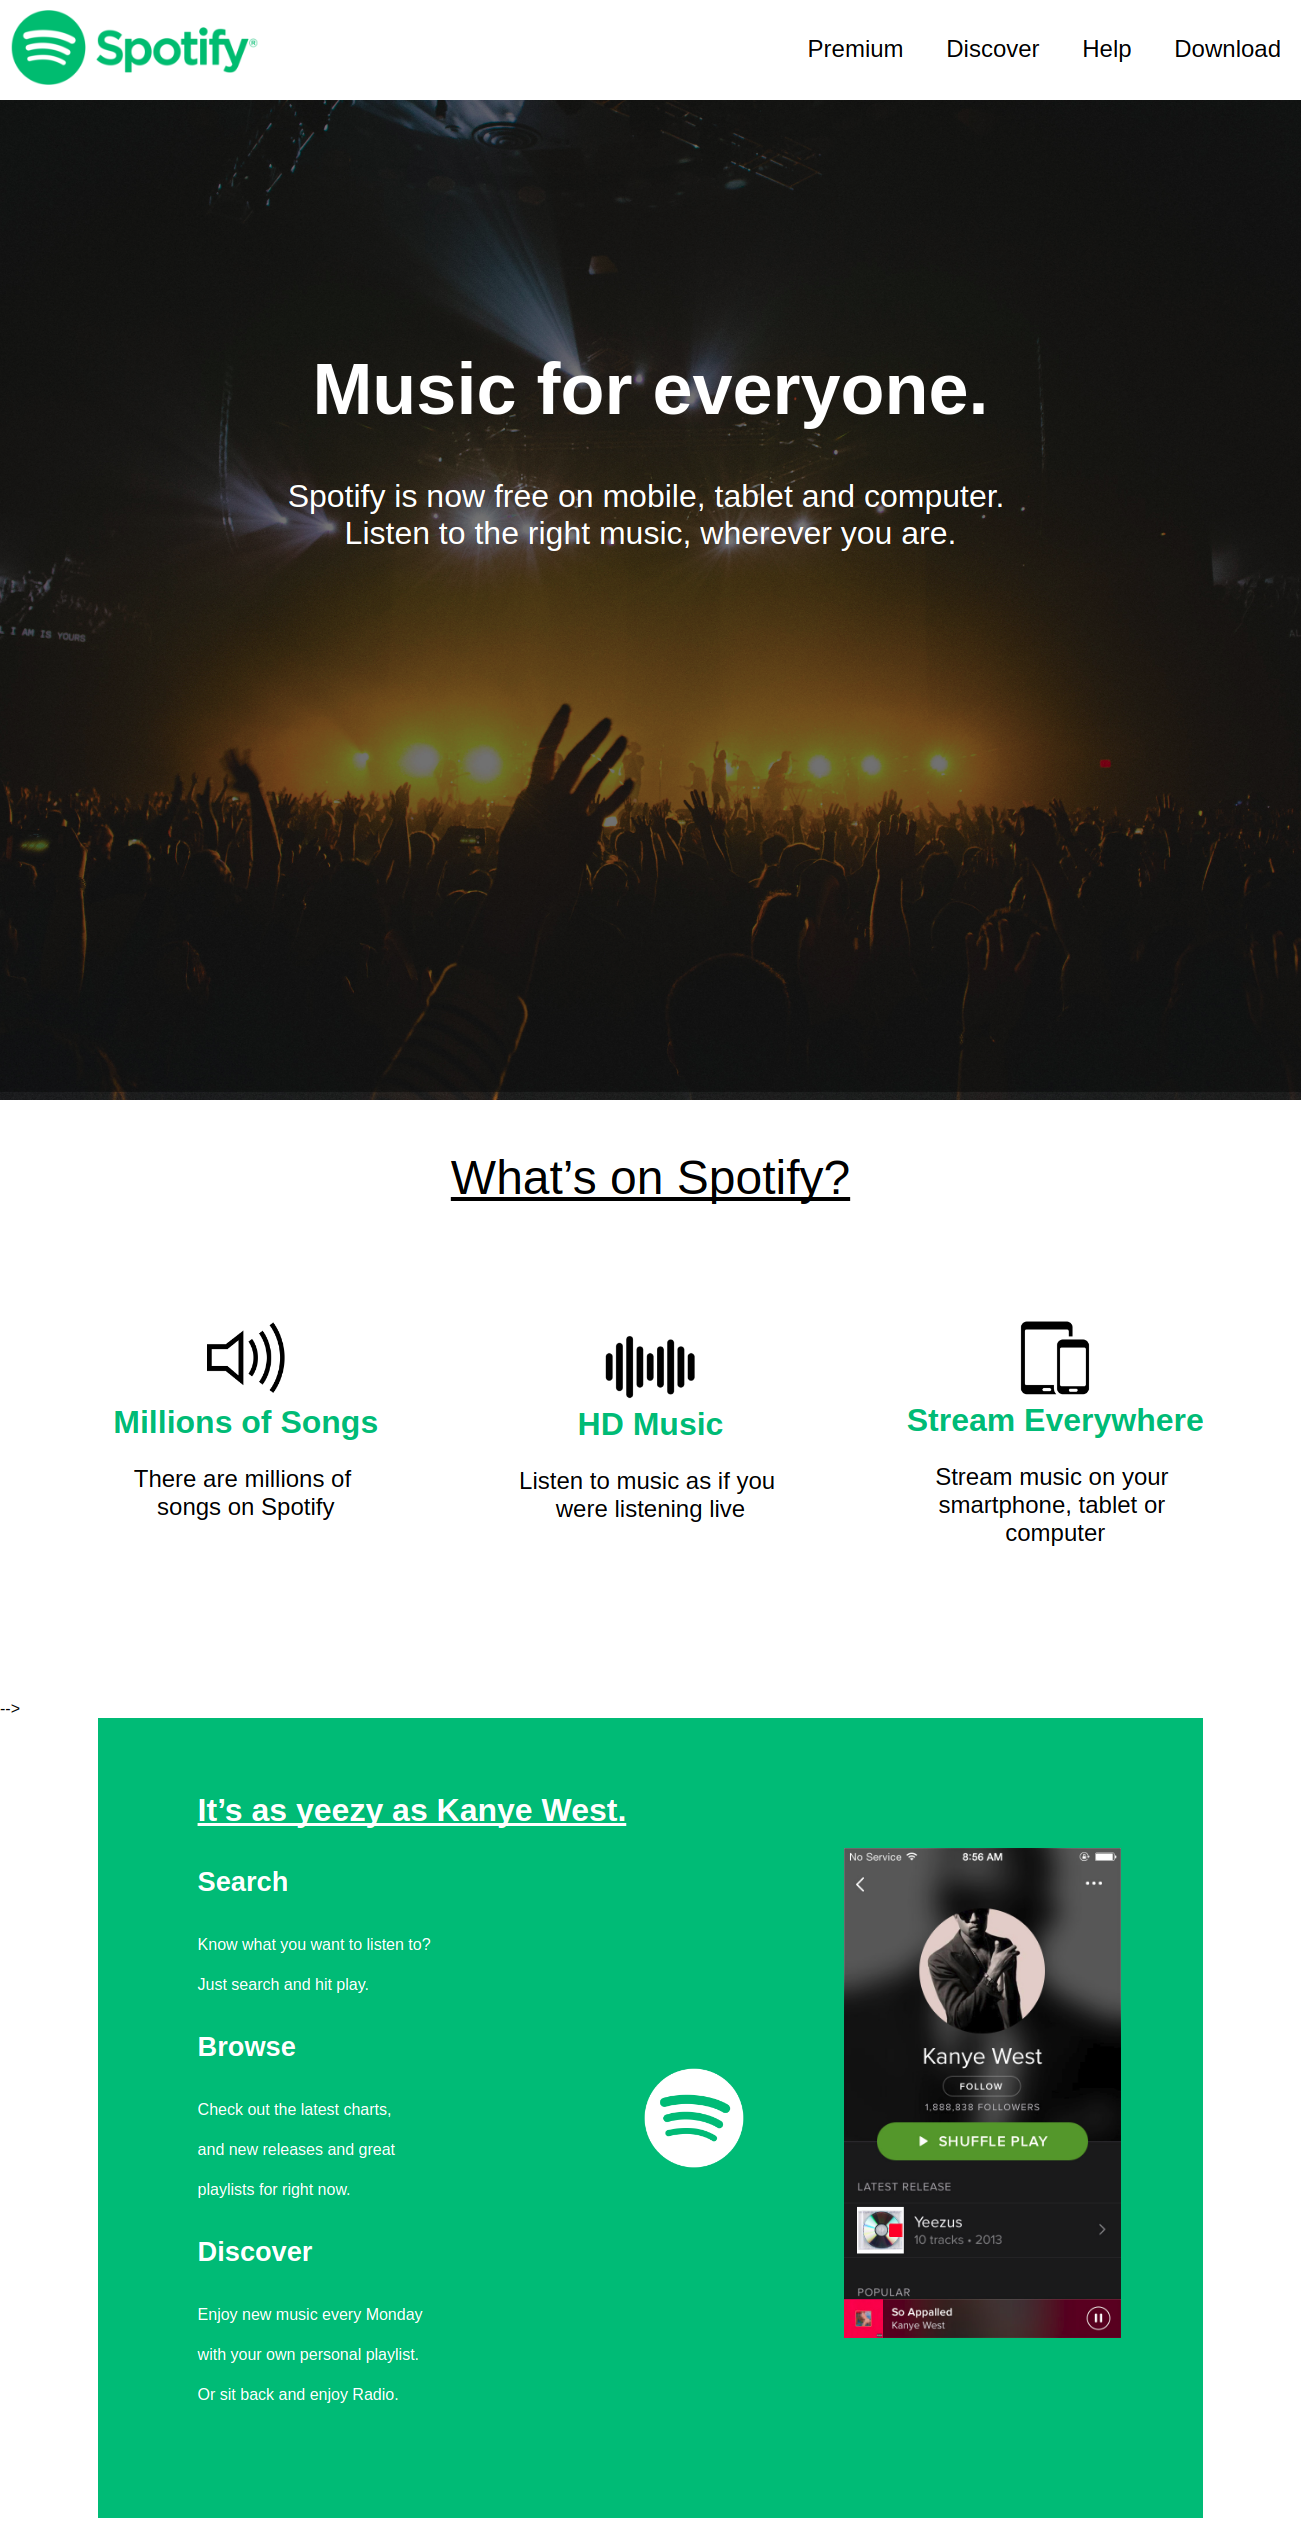 Spotify®
Premium Discover Help Download
Music for everyone.
Spotify is now free on mobile, tablet and computer.
Listen to the right music, wherever you are.
L I AM IS YOURS
AL
What’s on Spotify?
Millions of Songs
There are millions of
songs on Spotify
HD Music
Listen to music as if you
were listening live
Stream Everywhere
Stream music on your
smartphone, tablet or
computer
-->
It’s as yeezy as Kanye West.
Search
Know what you want to listen to?
Just search and hit play.
Browse
Check out the latest charts,
and new releases and great
playlists for right now.
Discover
Enjoy new music every Monday
with your own personal playlist.
Or sit back and enjoy Radio.
No Service 8:56 AM
Kanye West
FOLLOW
1,888,838 FOLLOWERS
SHUFFLE PLAY
LATEST RELEASE
Yeezus
10 tracks • 2013
POPULAR
So Appalled
Kanye West